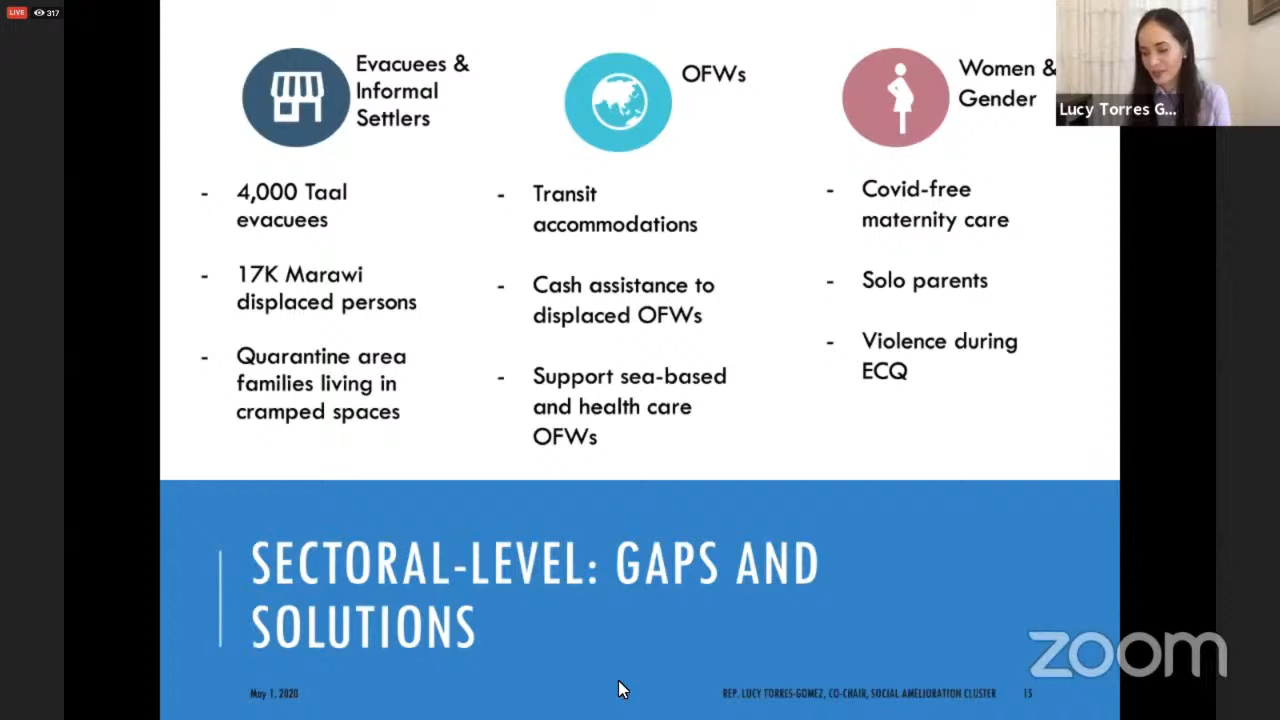 LIVE 317
Evacuees &
Informal
Settlers
- 4,000 Taal
evacuees
- 17K Marawi
displaced persons
- Quarantine area
families living in
cramped spaces
OFWs
- Transit
accommodations
- Cash assistance to
displaced OFWs
- Support sea-based
and health care
OFWs
Women &
Gender
- Covid-free
maternity care
- Solo parents
- Violence during
ECQ
Lucy Torres G...
SECTORAL-LEVEL: GAPS AND
SOLUTIONS
zoom
May 1, 2020
REP. LUCY TORRES-GOMEZ, CO-CHAIR, SOCIAL AMELIORATION CLUSTER
15